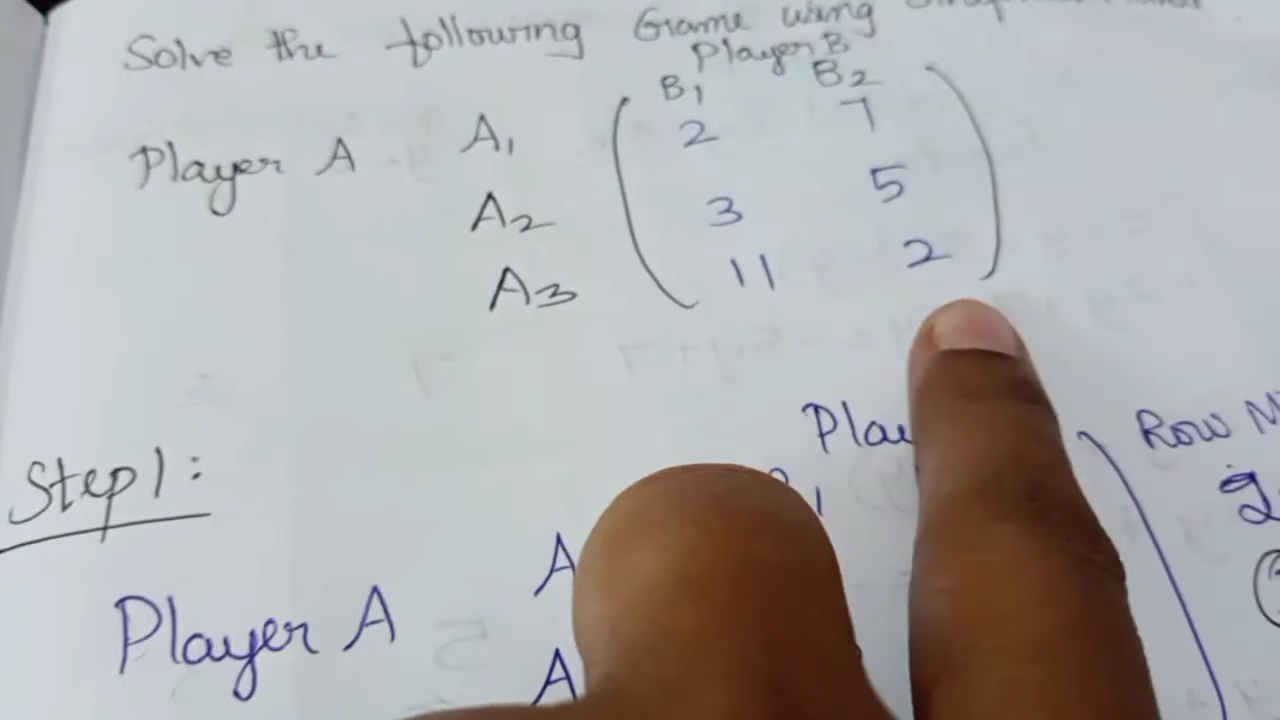 Solve the following Game using
Player B
B1 B2
Player A A1 2 7
A2 3 5
A3 11 2
Step 1:
Row
Player A
A
A